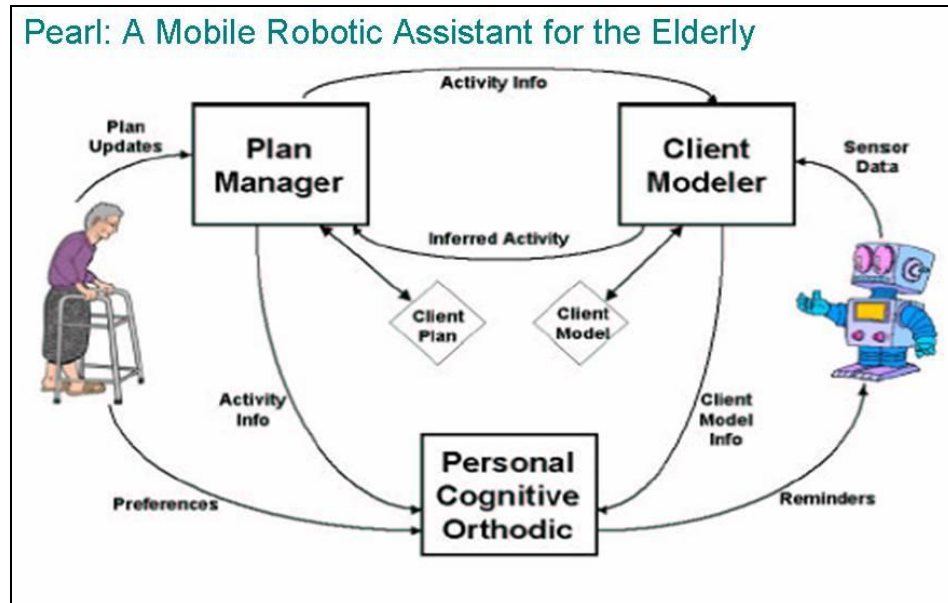 Pearl: A Mobile Robotic Assistant for the Elderly
Activity Info
Plan
Updates
Plan
Manager
Client
Modeler
Sensor
Data
Inferred Activity
Client
Plan
Client
Model
Activity
Info
Client
Model
Info
Personal
Cognitive
Orthodic
Preferences
Reminders